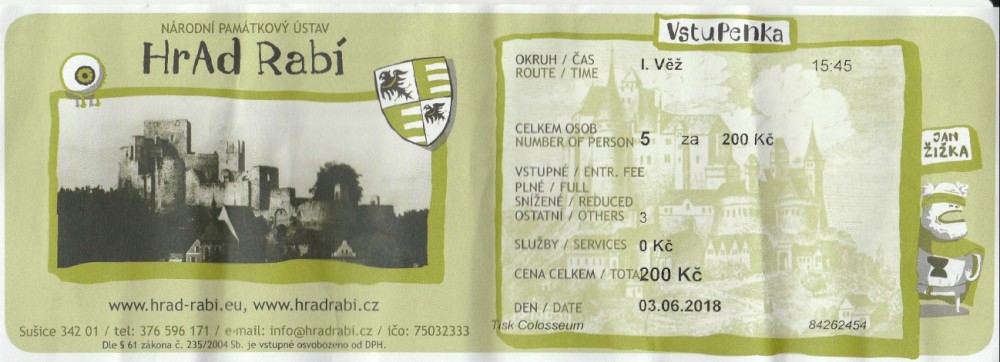 NÁRODNÍ PAMÁTKOVÝ ÚSTAV
HrAd Rabí
www.hrad-rabi.eu, www.hradrabi.cz
Sušice 342 01 / tel: 376 596 171 / e-mail: info@hradrabi.cz / ičo: 75032333
Dle § 61 zákona č. 235/2004 Sb. je vstupné osvobozeno od DPH.
VstuPenka
OKRUH / ČAS
ROUTE / TIME
I. Věž 15:45
CELKEM OSOB
NUMBER OF PERSON 5 za 200 Kč
VSTUPNÉ / ENTR. FEE
PLNÉ / FULL
SNÍŽENÉ / REDUCED
OSTATNÍ / OTHERS 3
SLUŽBY / SERVICES 0 Kč
CENA CELKEM / TOTA 200 Kč
DEN / DATE 03.06.2018
Tisk Colosseum 84262454
JAN
ŽIŽKA